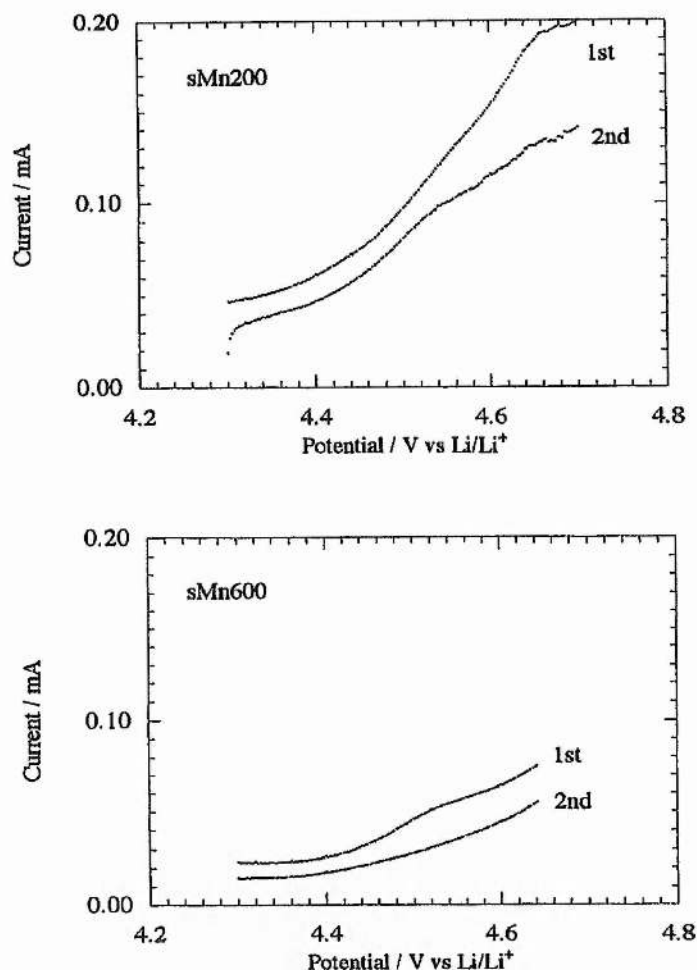 0.20
1st
sMn200
2nd
Current / mA
0.10
0.00
4.2
4.4
4.6
4.8
Potential / V vs Li/Li⁺
0.20
sMn600
Current / mA
0.10
1st
2nd
0.00
4.2
4.4
4.6
4.8
Potential / V vs Li/Li⁺